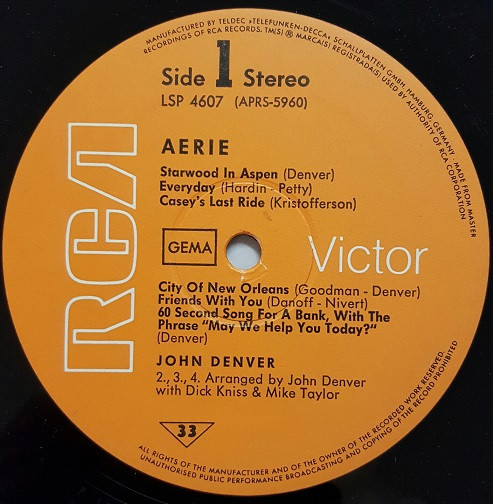 MANUFACTURED BY TELDEC »TELEFUNKEN-DECCA« SCHALLPLATTEN GMBH, HAMBURG, GERMANY · MADE FROM MASTER
RECORDINGS OF RCA RECORDS. TM(S) ® MARCA(S) REGISTRADA(S) USED BY AUTHORITY OF RCA CORPORATION
Side 1 Stereo
LSP 4607 (APRS-5960)
RCA
AERIE
Starwood In Aspen (Denver)
Everyday (Hardin - Petty)
Casey's Last Ride (Kristofferson)
GEMA
Victor
City Of New Orleans (Goodman - Denver)
Friends With You (Danoff - Nivert)
60 Second Song For A Bank, With The
Phrase "May We Help You Today?"
(Denver)
JOHN DENVER
2., 3., 4. Arranged by John Denver
with Dick Kniss & Mike Taylor
33
ALL RIGHTS OF THE MANUFACTURER AND OF THE OWNER OF THE RECORDED WORK RESERVED.
UNAUTHORISED PUBLIC PERFORMANCE BROADCASTING AND COPYING OF THE RECORD PROHIBITED